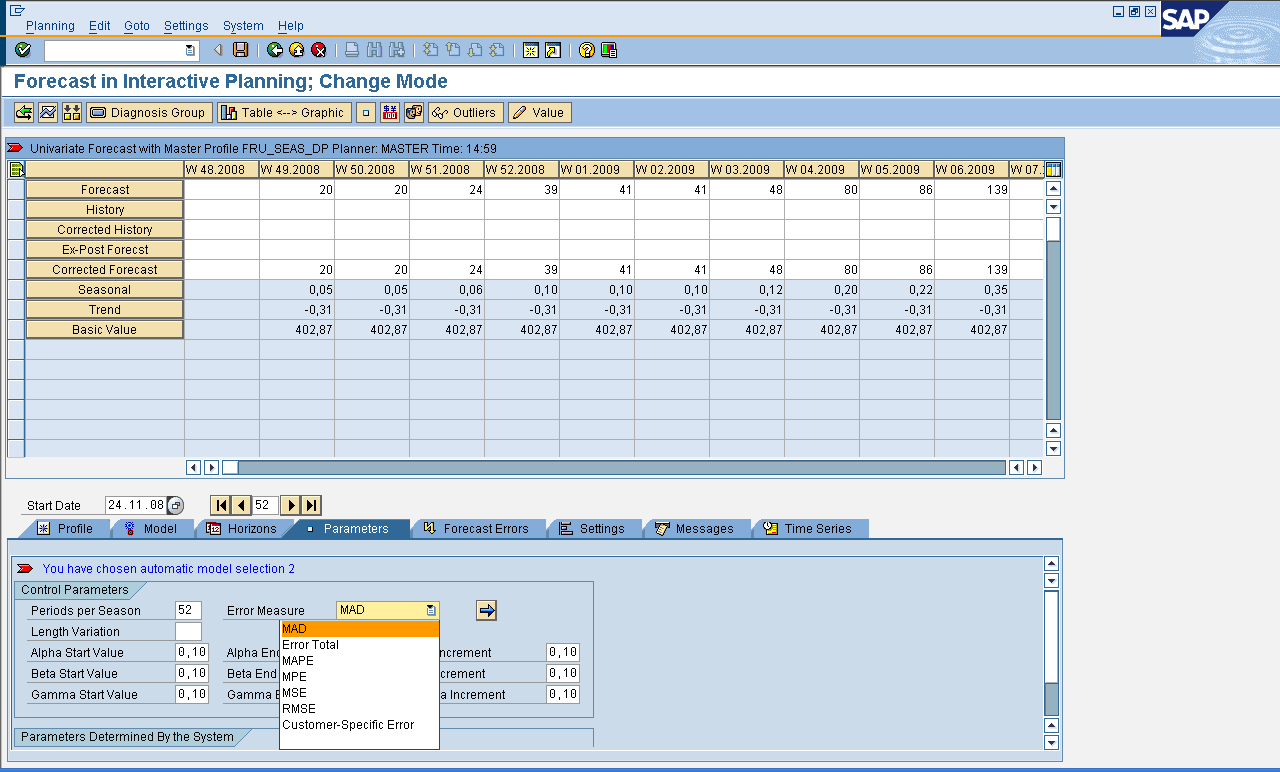 Planning Edit Goto Settings System Help
SAP
Forecast in Interactive Planning; Change Mode
Diagnosis Group Table <--> Graphic Outliers Value
Univariate Forecast with Master Profile FRU_SEAS_DP Planner: MASTER Time: 14:59
W 48.2008 W 49.2008 W 50.2008 W 51.2008 W 52.2008 W 01.2009 W 02.2009 W 03.2009 W 04.2009 W 05.2009 W 06.2009 W 07.
Forecast 20 20 24 39 41 41 48 80 86 139
History
Corrected History
Ex-Post Forecst
Corrected Forecast 20 20 24 39 41 41 48 80 86 139
Seasonal 0,05 0,05 0,06 0,10 0,10 0,10 0,12 0,20 0,22 0,35
Trend -0,31 -0,31 -0,31 -0,31 -0,31 -0,31 -0,31 -0,31 -0,31 -0,31
Basic Value 402,87 402,87 402,87 402,87 402,87 402,87 402,87 402,87 402,87 402,87
Start Date 24.11.08 52
Profile Model Horizons Parameters Forecast Errors Settings Messages Time Series
You have chosen automatic model selection 2
Control Parameters
Periods per Season 52 Error Measure MAD
Length Variation
Alpha Start Value 0,10 Alpha En Increment 0,10
Beta Start Value 0,10 Beta End crement 0,10
Gamma Start Value 0,10 Gamma a Increment 0,10
MAD
Error Total
MAPE
MPE
MSE
RMSE
Customer-Specific Error
Parameters Determined By the System